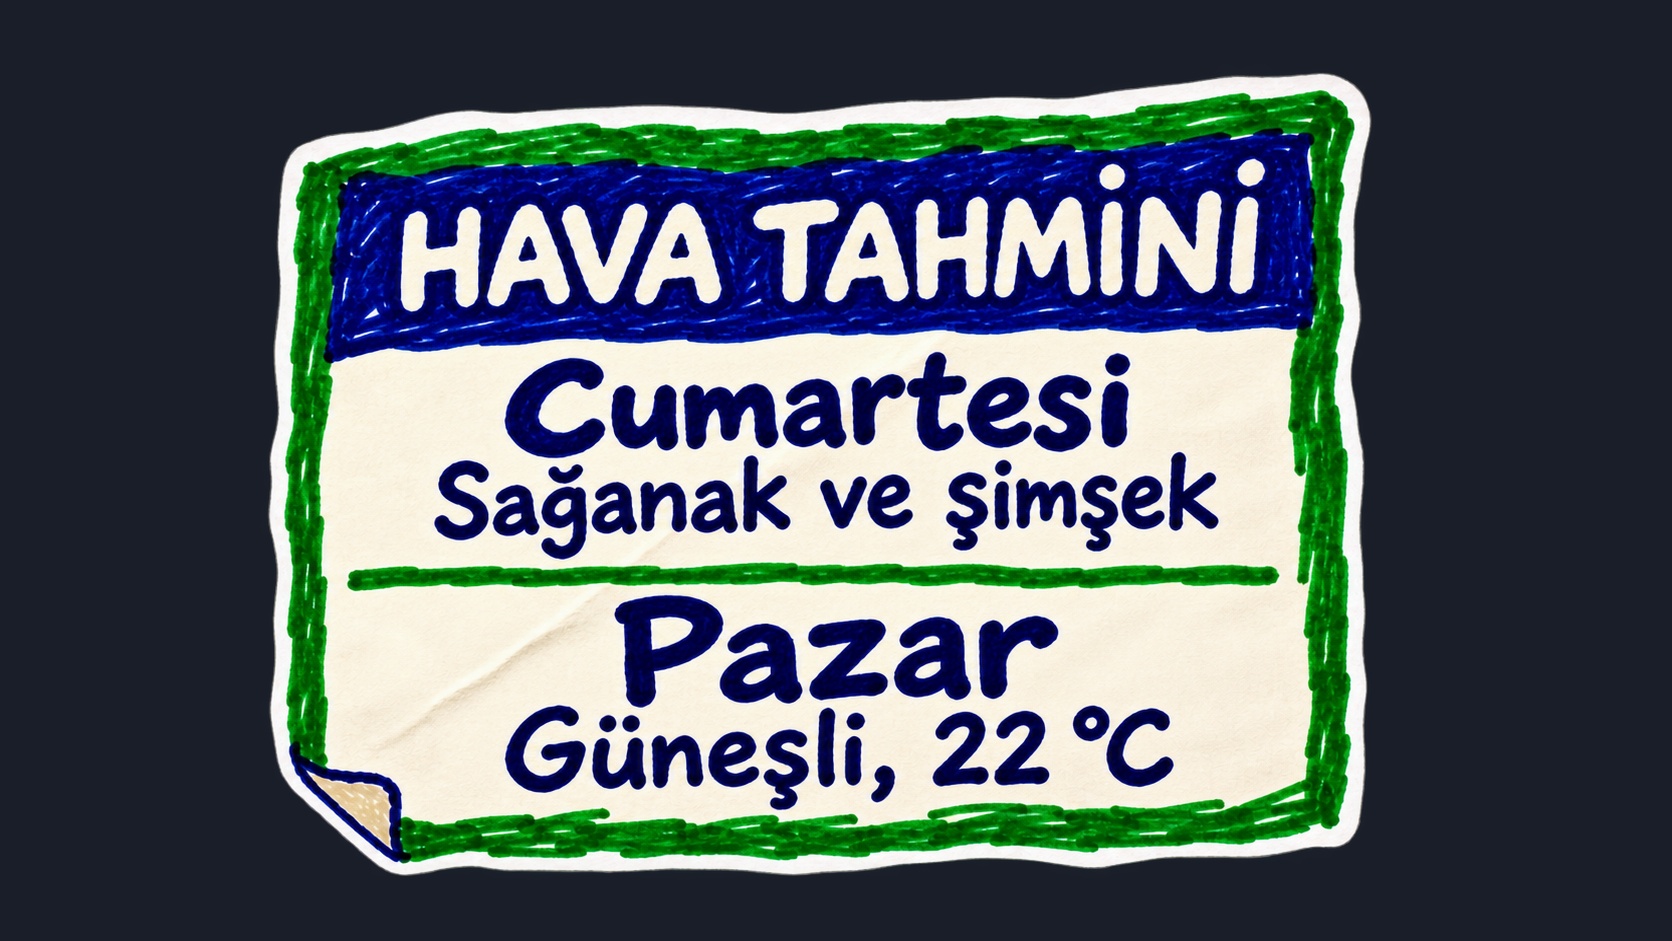 HAVA TAHMİNİ
Cumartesi
Sağanak ve şimşek
Pazar
Güneşli, 22 °C